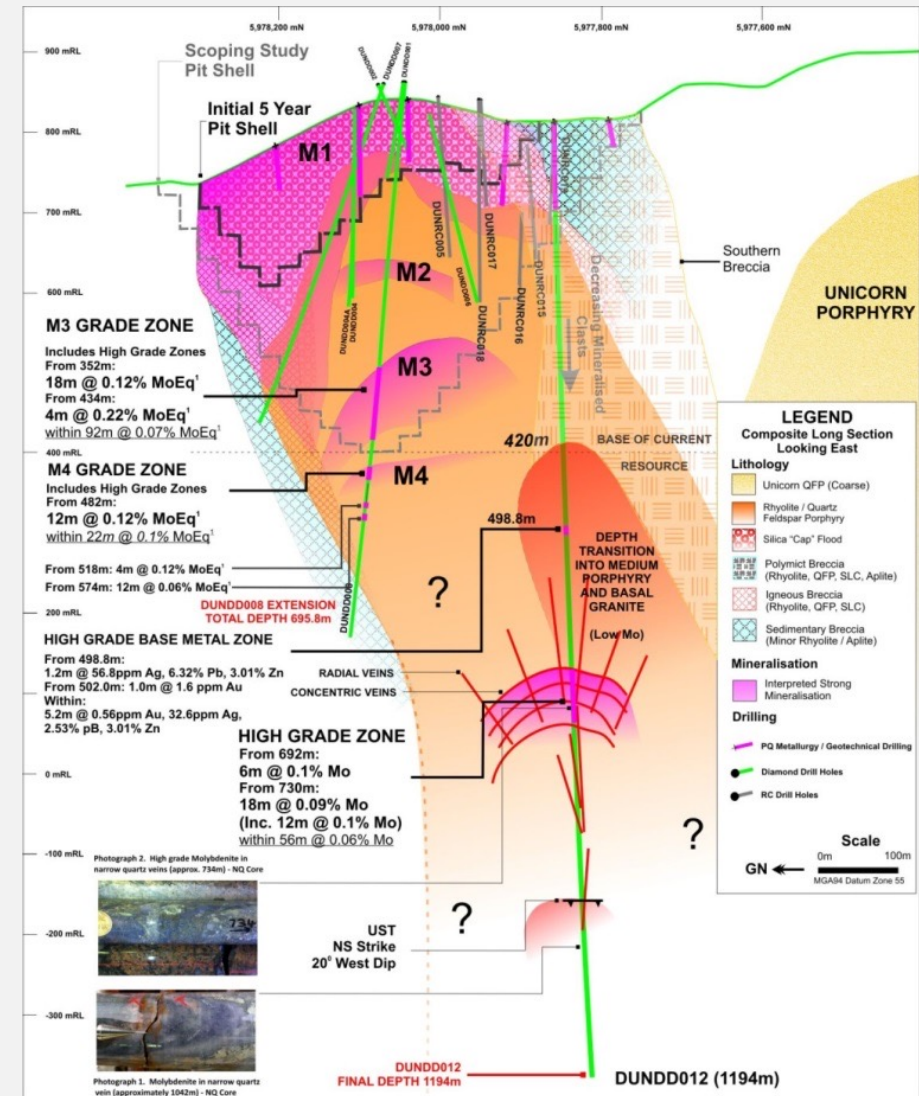 5,978,200 mN
5,978,000 mN
5,977,800 mN
5,977,600 mN
900 mRL
800 mRL
700 mRL
600 mRL
400 mRL
200 mRL
0 mRL
-100 mRL
-200 mRL
-300 mRL
Scoping Study
Pit Shell
Initial 5 Year
Pit Shell
DUNDD002
DUNDD007
DUNDD001
M1
M2
M3
M4
DUNRC005
DUNRC017
DUNDD004A
DUNDD004
DUNRC018
DUNRC016
DUNRC015
Decreasing Mineralised
Clasts
Southern
Breccia
UNICORN
PORPHYRY
M3 GRADE ZONE
Includes High Grade Zones
From 352m:
18m @ 0.12% MoEq¹
From 434m:
4m @ 0.22% MoEq¹
within 92m @ 0.07% MoEq¹
420m
BASE OF CURRENT
RESOURCE
M4 GRADE ZONE
Includes High Grade Zones
From 482m:
12m @ 0.12% MoEq¹
within 22m @ 0.1% MoEq¹
From 518m: 4m @ 0.12% MoEq¹
From 574m: 12m @ 0.06% MoEq¹
DUNDD008 EXTENSION
TOTAL DEPTH 695.8m
DUNDD008
498.8m
DEPTH
TRANSITION
INTO MEDIUM
PORPHYRY
AND BASAL
GRANITE
(Low Mo)
?
HIGH GRADE BASE METAL ZONE
From 498.8m:
1.2m @ 56.8ppm Ag, 6.32% Pb, 3.01% Zn
From 502.0m: 1.0m @ 1.6 ppm Au
Within:
5.2m @ 0.56ppm Au, 32.6ppm Ag,
2.53% pB, 3.01% Zn
RADIAL VEINS
CONCENTRIC VEINS
HIGH GRADE ZONE
From 692m:
6m @ 0.1% Mo
From 730m:
18m @ 0.09% Mo
(Inc. 12m @ 0.1% Mo)
within 56m @ 0.06% Mo
?
?
Photograph 2. High grade Molybdenite in
narrow quartz veins (approx. 734m) - NQ Core
734
UST
NS Strike
20⁰ West Dip
Photograph 1. Molybdenite in narrow quartz
vein (approximately 1042m) - NQ Core
DUNDD012
FINAL DEPTH 1194m
DUNDD012 (1194m)
LEGEND
Composite Long Section
Looking East
Lithology
Unicorn QFP (Coarse)
Rhyolite / Quartz
Feldspar Porphyry
Silica "Cap" Flood
Polymict Breccia
(Rhyolite, QFP, SLC, Aplite)
Igneous Breccia
(Rhyolite, QFP, SLC)
Sedimentary Breccia
(Minor Rhyolite / Aplite)
Mineralisation
Interpreted Strong
Mineralisation
Drilling
PQ Metallurgy / Geotechnical Drilling
Diamond Drill Holes
RC Drill Holes
Scale
0m 100m
GN
MGA94 Datum Zone 55